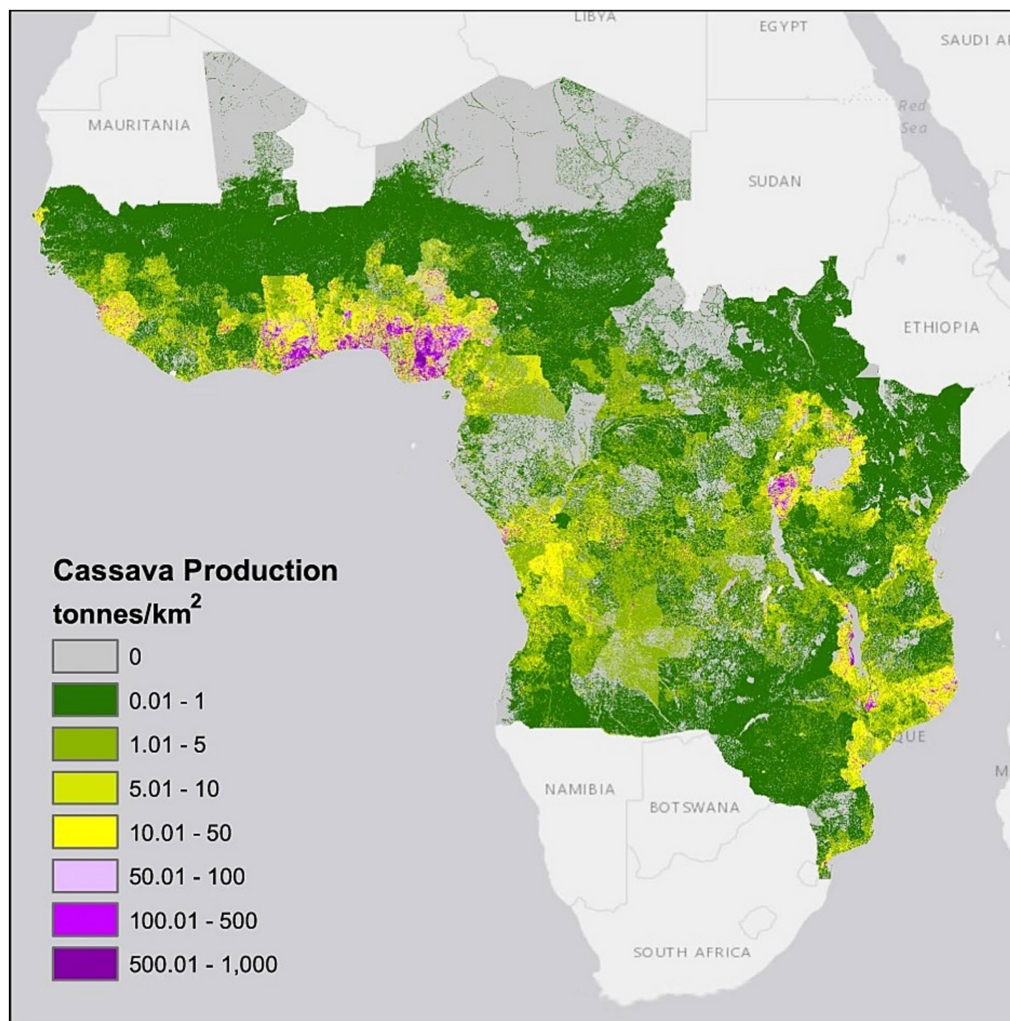 LIBYA
EGYPT
SAUDI AR
MAURITANIA
Red
Sea
SUDAN
ETHIOPIA
Cassava Production
tonnes/km²
0
0.01 - 1
1.01 - 5
5.01 - 10
10.01 - 50
50.01 - 100
100.01 - 500
500.01 - 1,000
QUE
M
NAMIBIA
BOTSWANA
SOUTH AFRICA